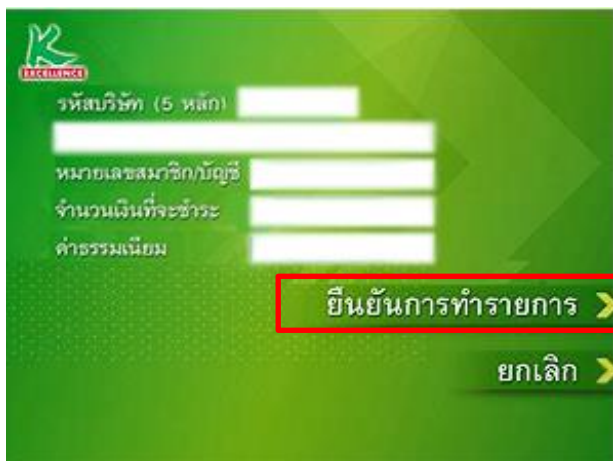 K
EXCELLENCE
รหัสบริษัท (5 หลัก)
หมายเลขสมาชิก/บัญชี
จำนวนเงินที่จะชำระ
ค่าธรรมเนียม
ยืนยันการทำรายการ
ยกเลิก